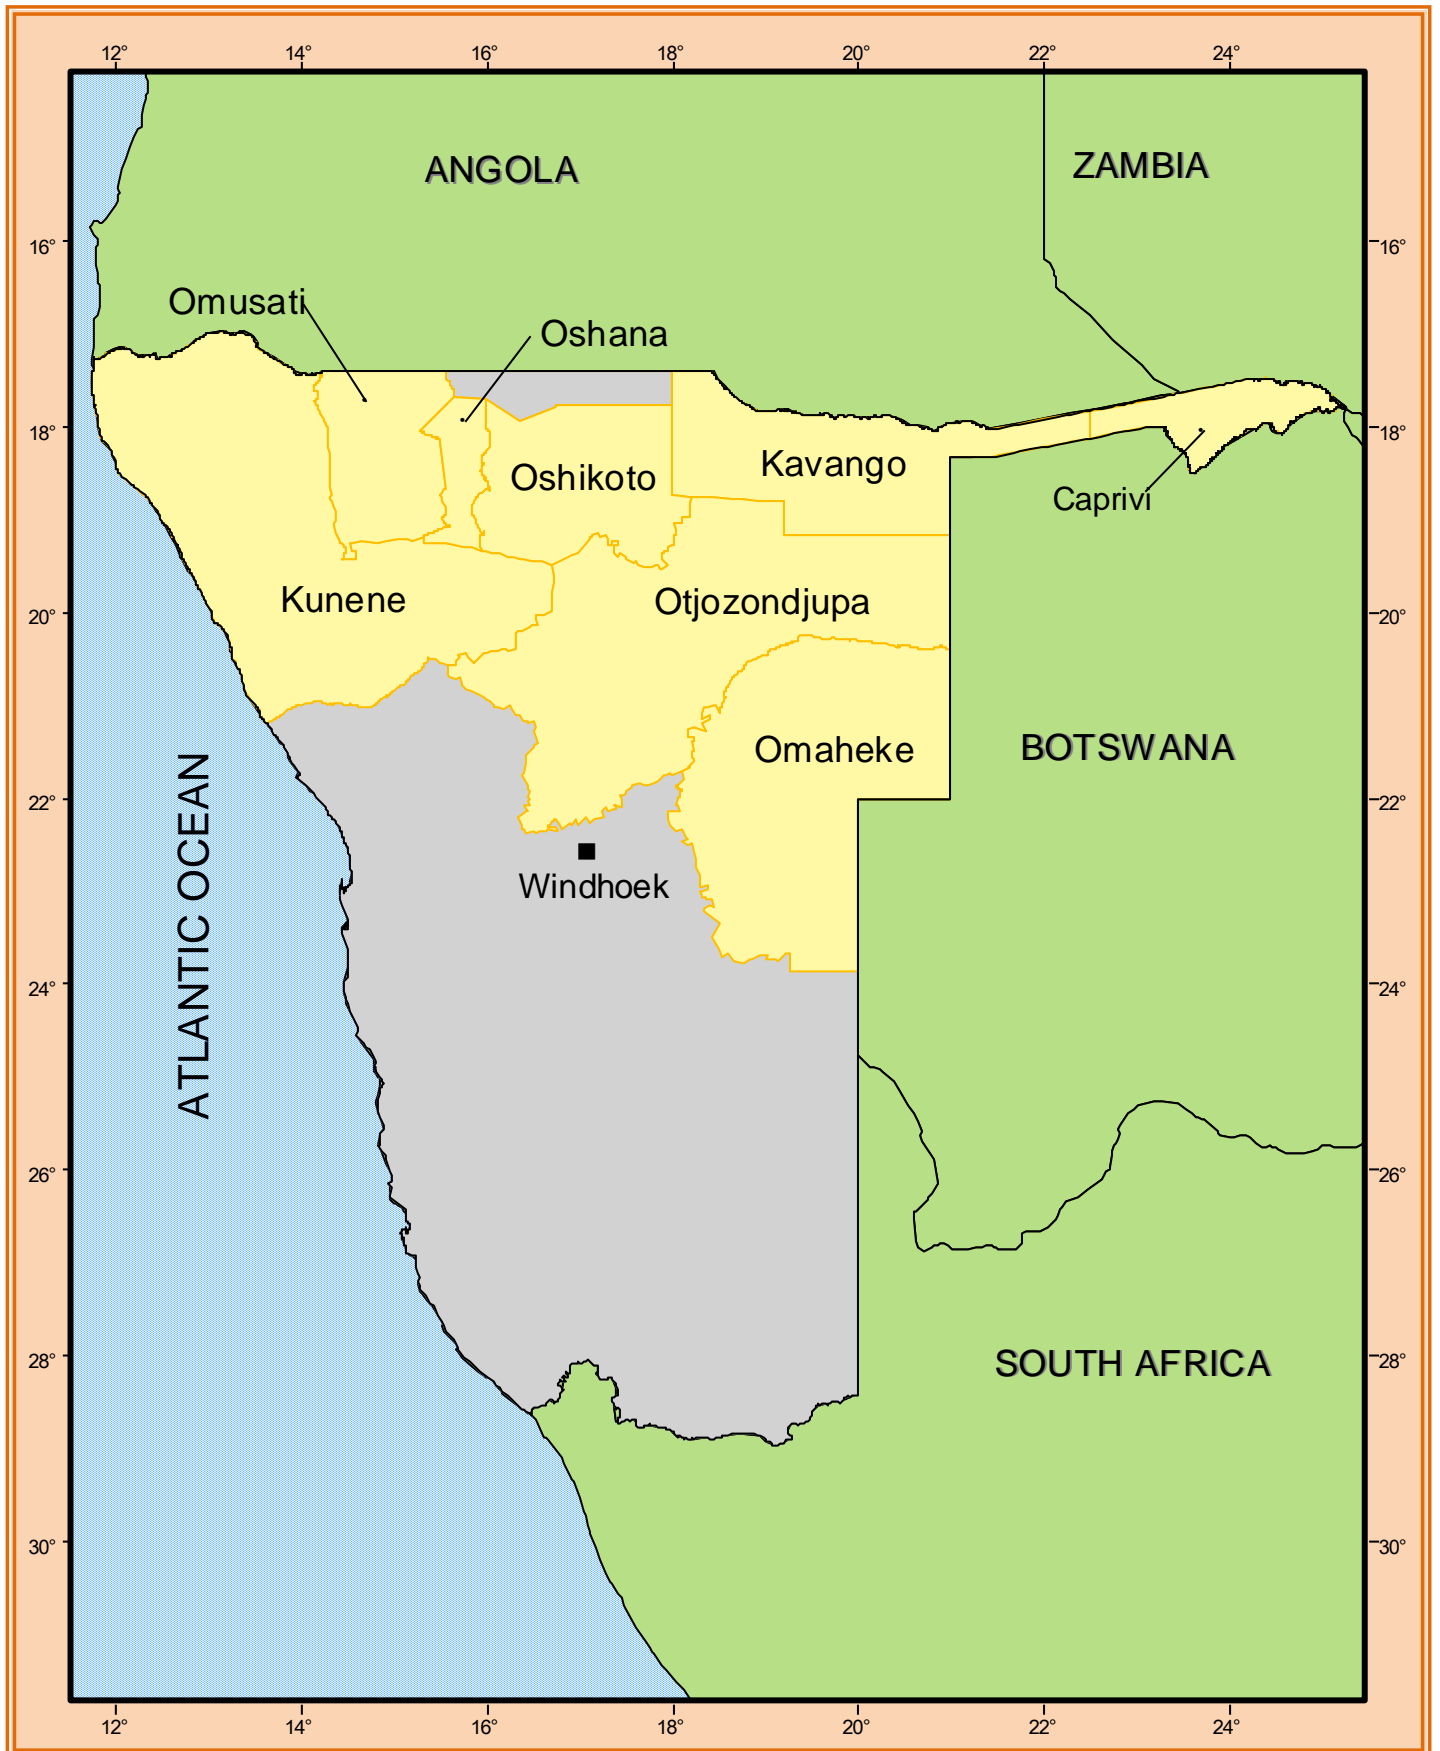 12° 14° 16° 18° 20° 22° 24°
ANGOLA
ZAMBIA
16° 16°
Omusati
Oshana
18° 18°
Kavango
Oshikoto
Caprivi
Kunene
Otjozondjupa
20° 20°
Omaheke
BOTSWANA
22° 22°
ATLANTIC OCEAN
Windhoek
24° 24°
26° 26°
28° 28°
SOUTH AFRICA
30° 30°
12° 14° 16° 18° 20° 22° 24°